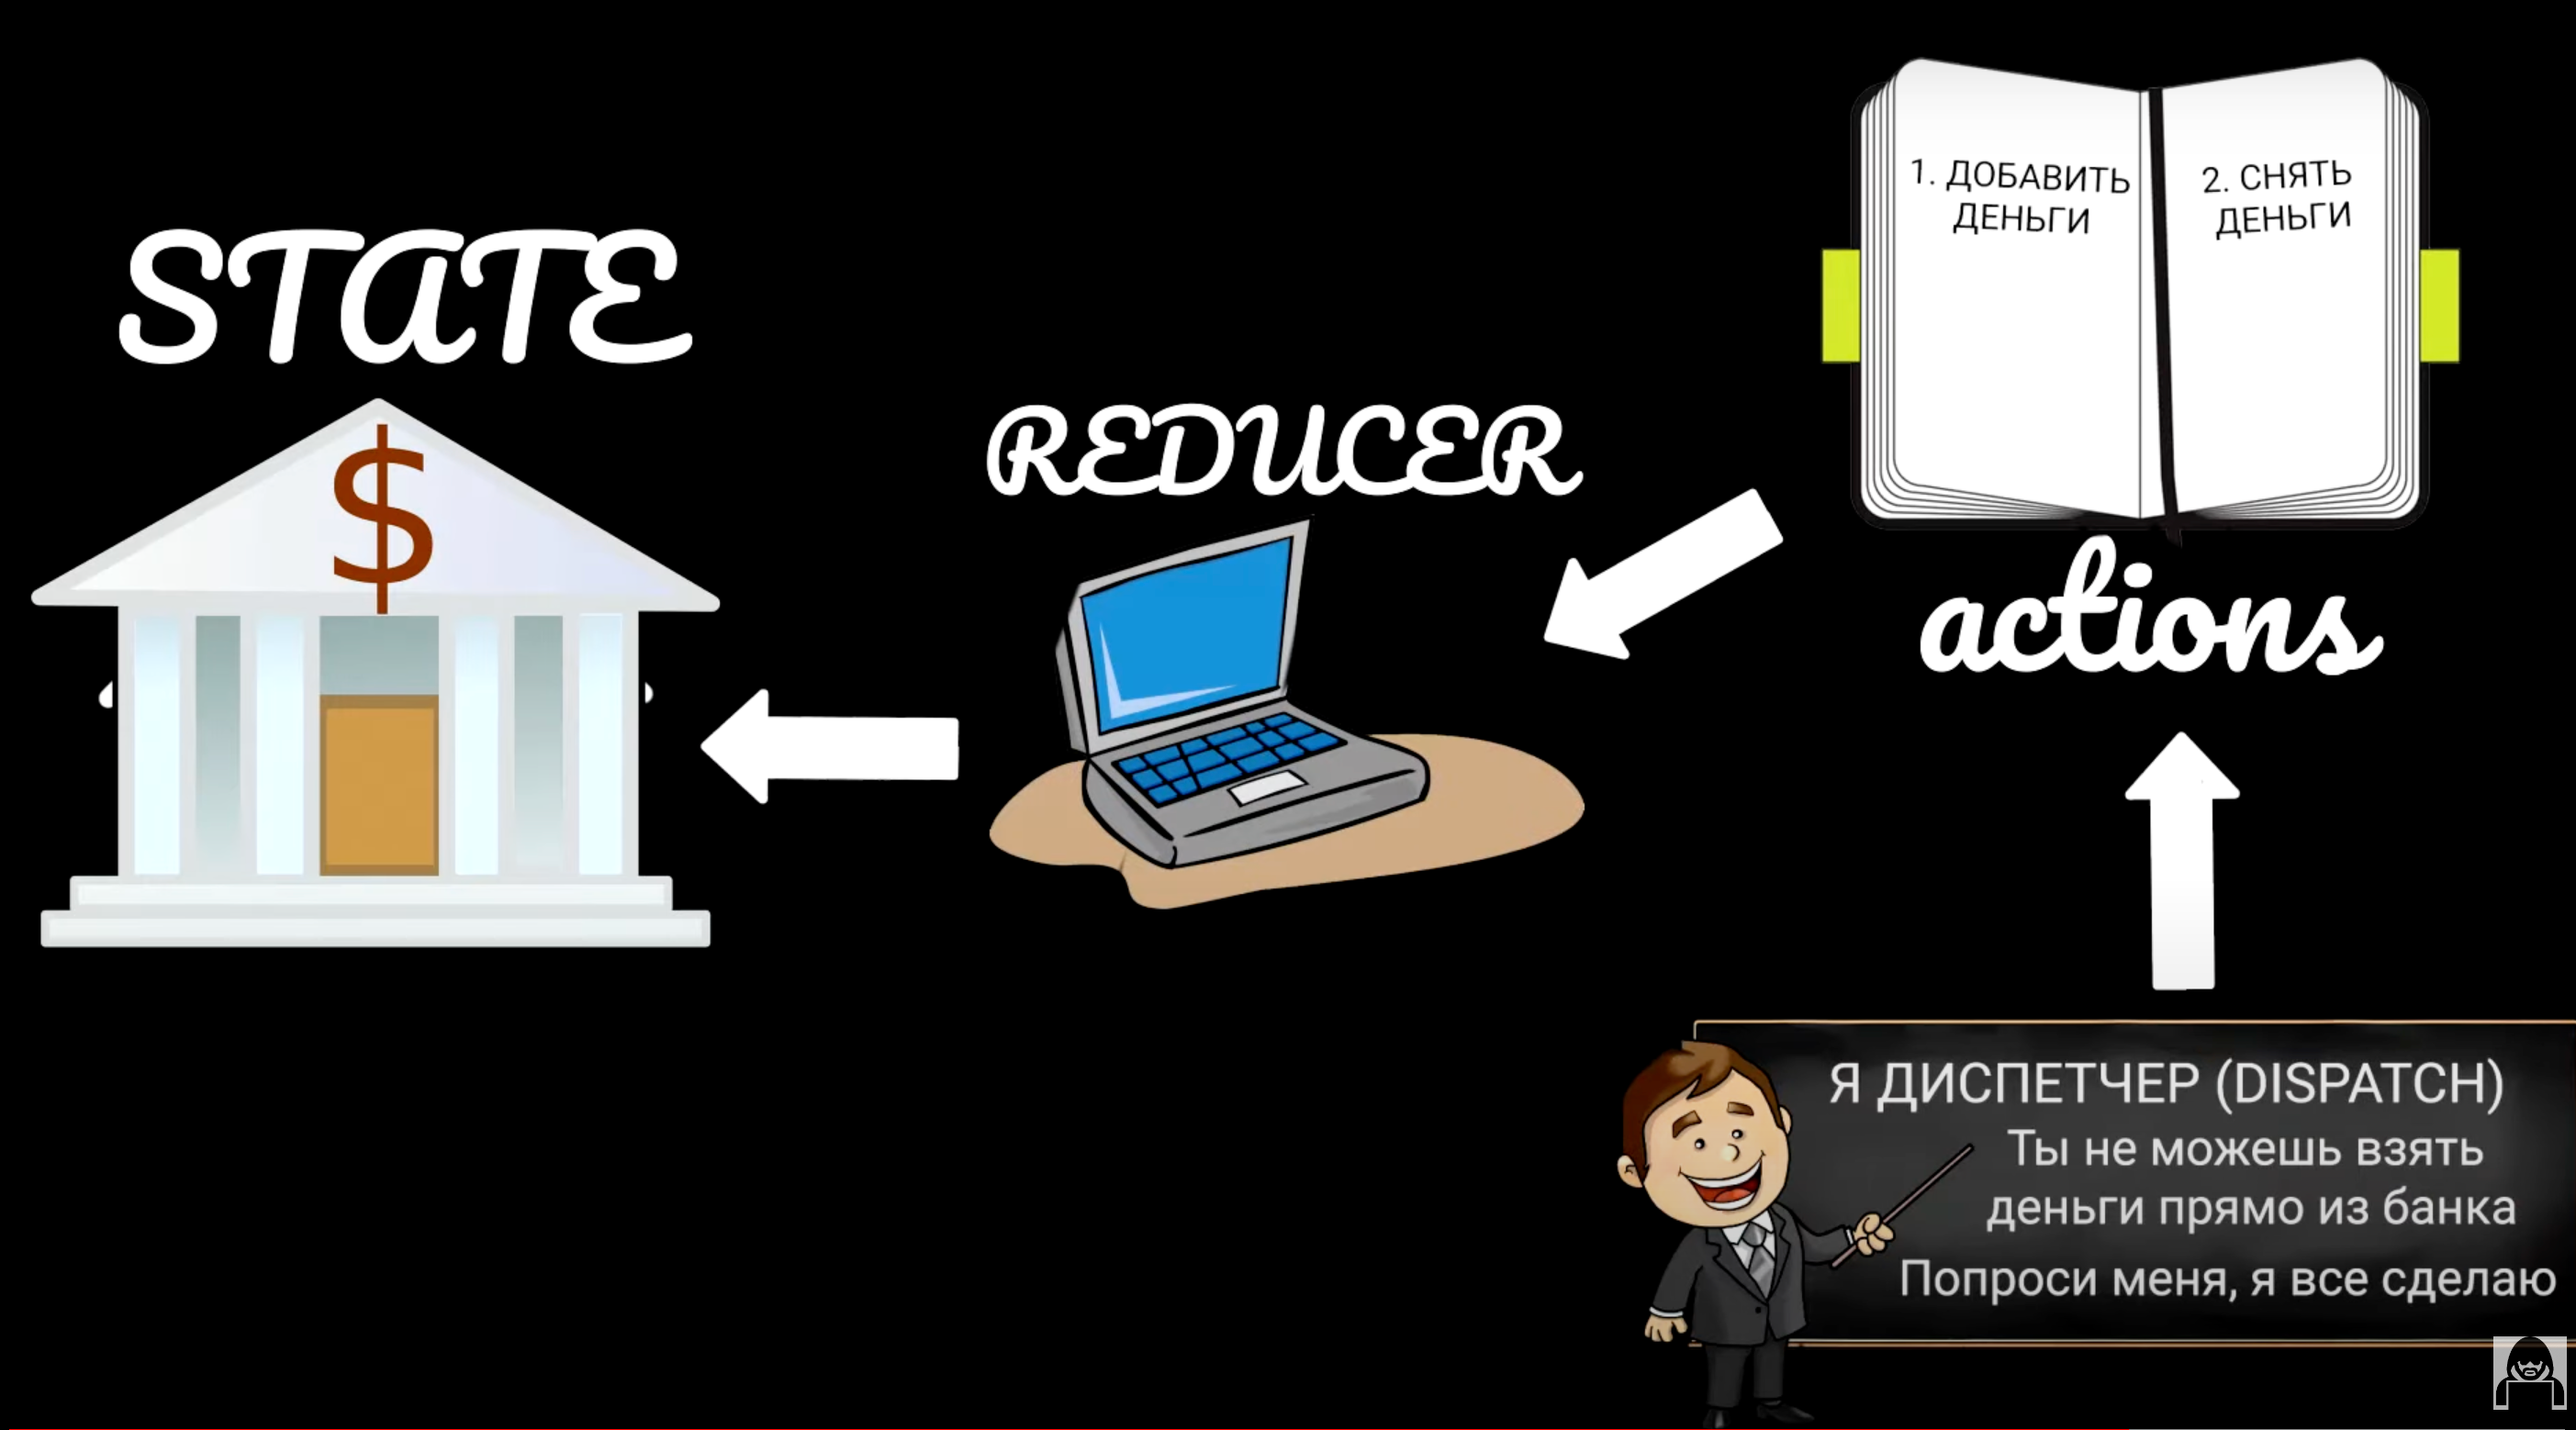 STATE
$
REDUCER
1. ДОБАВИТЬ
ДЕНЬГИ
2. СНЯТЬ
ДЕНЬГИ
actions
Я ДИСПЕТЧЕР (DISPATCH)
Ты не можешь взять
деньги прямо из банка
Попроси меня, я все сделаю